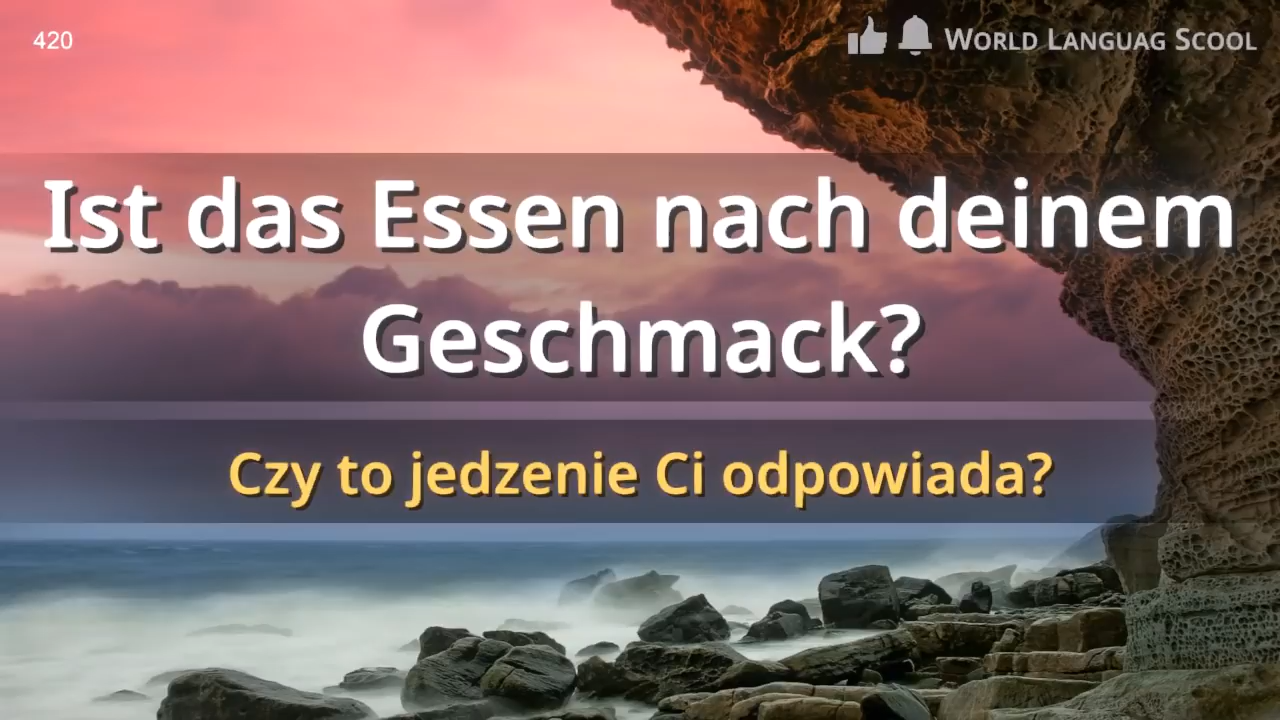 420
World Languag Scool
Ist das Essen nach deinem
Geschmack?
Czy to jedzenie Ci odpowiada?